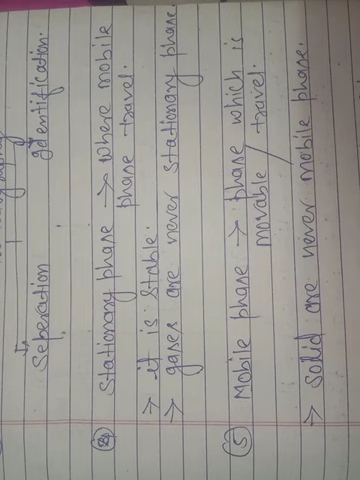 Seperation    Identification.
④ Stationary phase → where mobile
phase travel.
→ it is stable.
→ gases are never stationary phase.
⑤ Mobile phase → phase which is
movable / travel.
→ solid are never mobile phase.